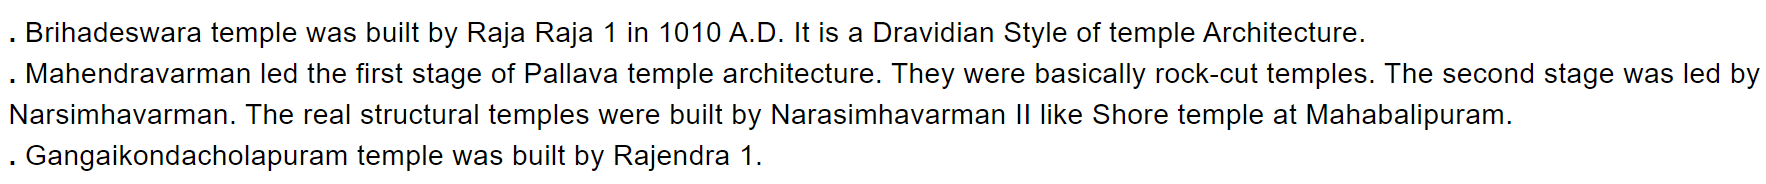 . Brihadeswara temple was built by Raja Raja 1 in 1010 A.D. It is a Dravidian Style of temple Architecture.
. Mahendravarman led the first stage of Pallava temple architecture. They were basically rock-cut temples. The second stage was led by
Narsimhavarman. The real structural temples were built by Narasimhavarman II like Shore temple at Mahabalipuram.
. Gangaikondacholapuram temple was built by Rajendra 1.